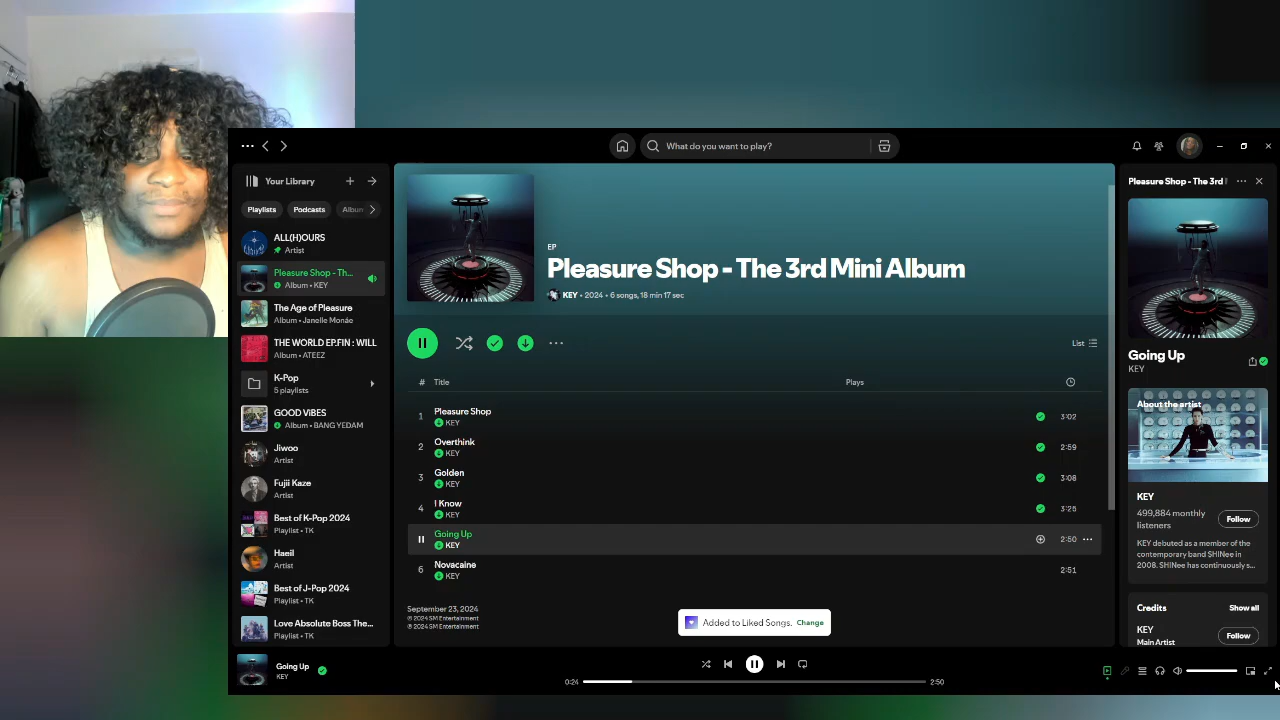 What do you want to play?
Your Library
Playlists
Podcasts
Album
ALL(H)OURS
Artist
Pleasure Shop - Th...
Album • KEY
The Age of Pleasure
Album • Janelle Monáe
THE WORLD EP.FIN : WILL
Album • ATEEZ
K-Pop
5 playlists
GOOD VIBES
Album • BANG YEDAM
Jiwoo
Artist
Fujii Kaze
Artist
Best of K-Pop 2024
Playlist • TK
Haeil
Artist
Best of J-Pop 2024
Playlist • TK
Love Absolute Boss The...
Playlist • TK
EP
Pleasure Shop - The 3rd Mini Album
KEY • 2024 • 6 songs, 18 min 17 sec
List
# Title Plays
1 Pleasure Shop 3:02
KEY
2 Overthink 2:59
KEY
3 Golden 3:08
KEY
4 I Know 3:26
KEY
Going Up 2:50
KEY
6 Novacaine 2:51
KEY
September 23, 2024
© 2024 SM Entertainment
℗ 2024 SM Entertainment
Added to Liked Songs. Change
Pleasure Shop - The 3rd
Going Up
KEY
About the artist
KEY
499,884 monthly
listeners
Follow
KEY debuted as a member of the
contemporary band SHINee in
2008. SHINee has continuously s...
Credits Show all
KEY
Main Artist
Follow
Going Up
KEY
0:24
2:50